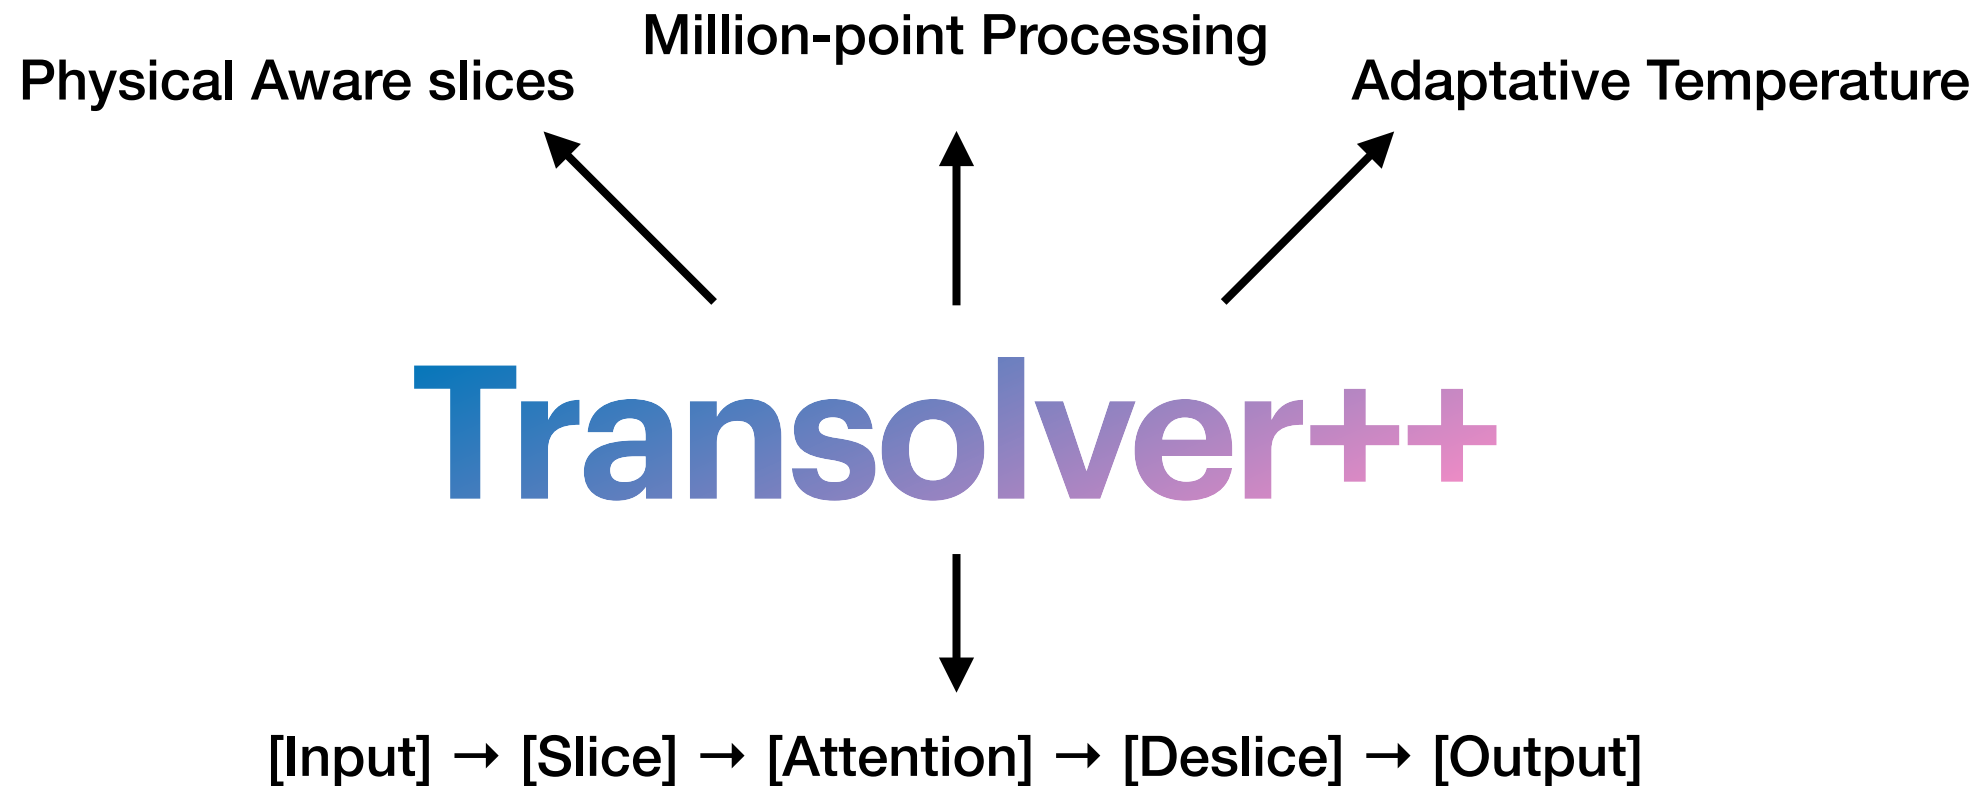 Million-point Processing
Physical Aware slices
Adaptative Temperature
Transolver++
[Input] → [Slice] → [Attention] → [Deslice] → [Output]